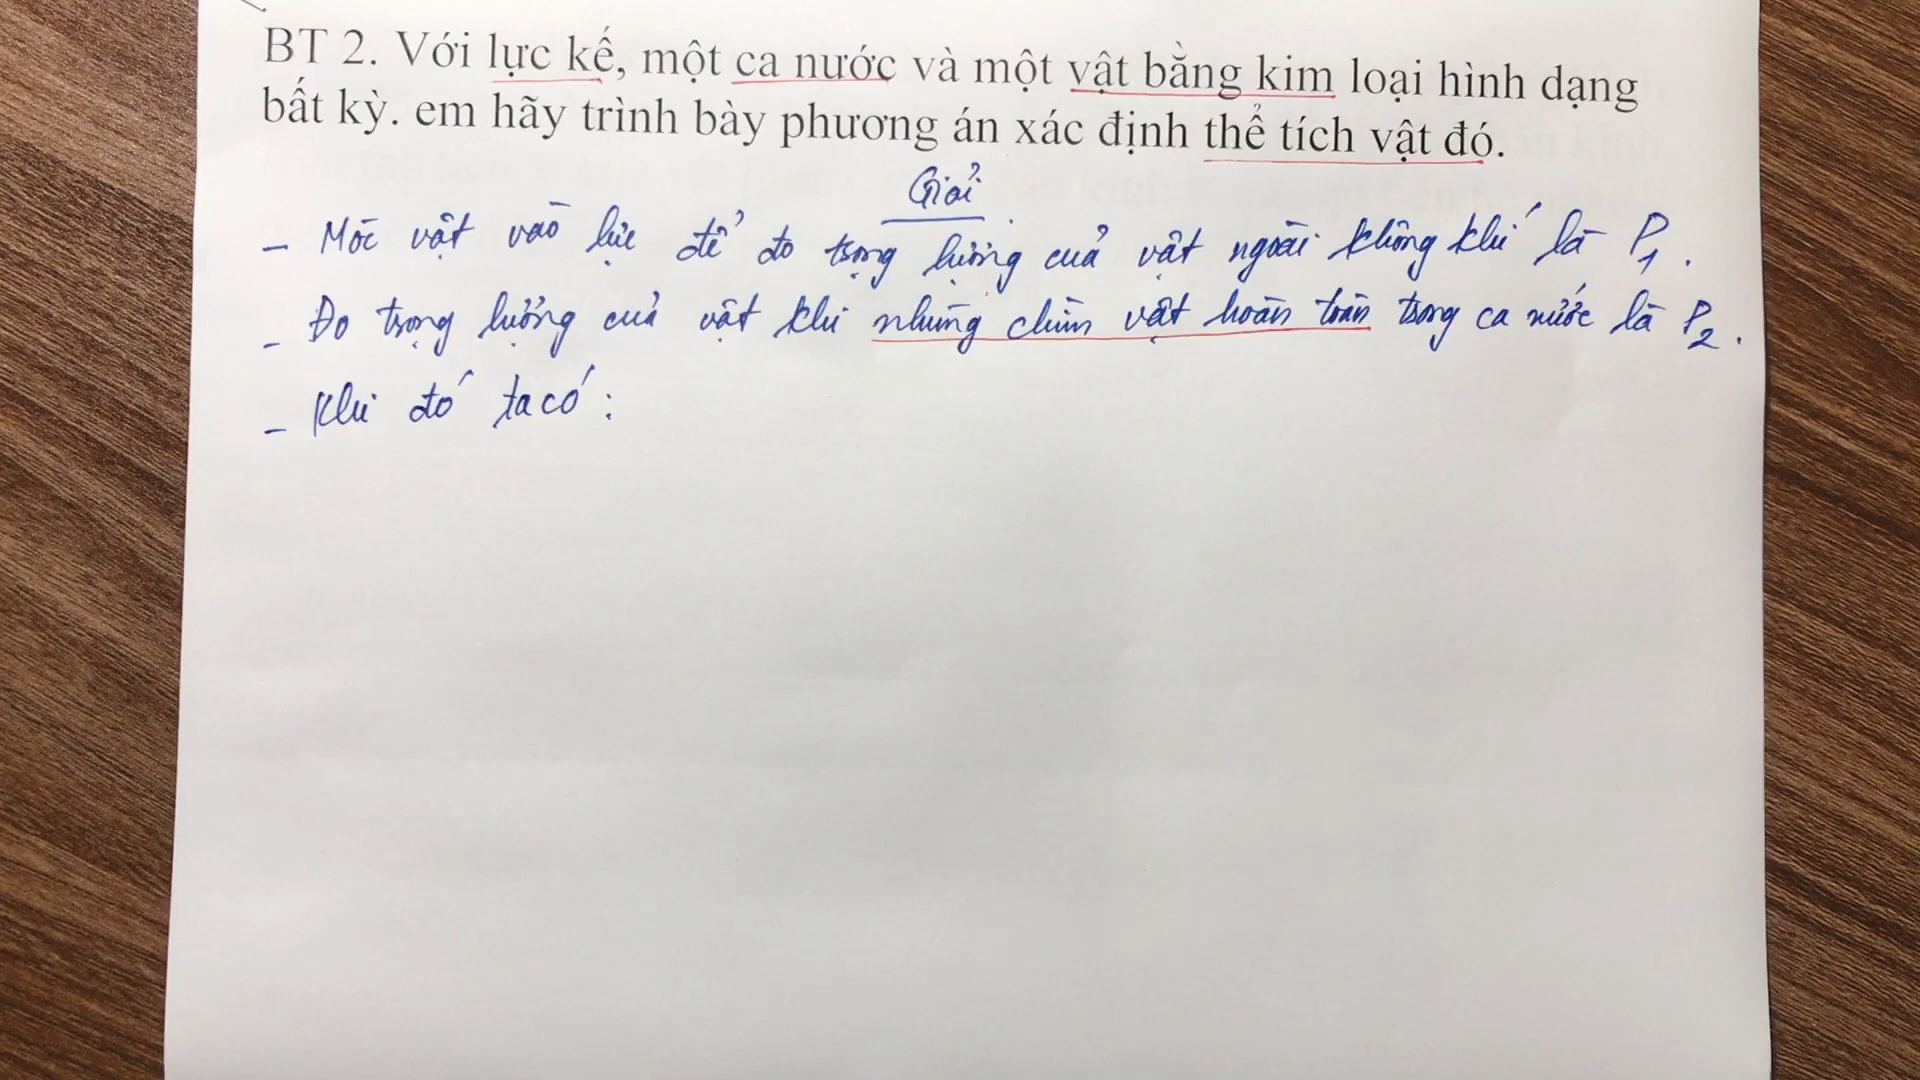 BT 2. Với lực kế, một ca nước và một vật bằng kim loại hình dạng
bất kỳ. em hãy trình bày phương án xác định thể tích vật đó.
Giải
- Móc vật vào lực để đo trọng lượng của vật ngoài không khí là P₁.
- Đo trọng lượng của vật khi nhúng chìm vật hoàn toàn trong ca nước là P₂.
- Khi đó ta có: